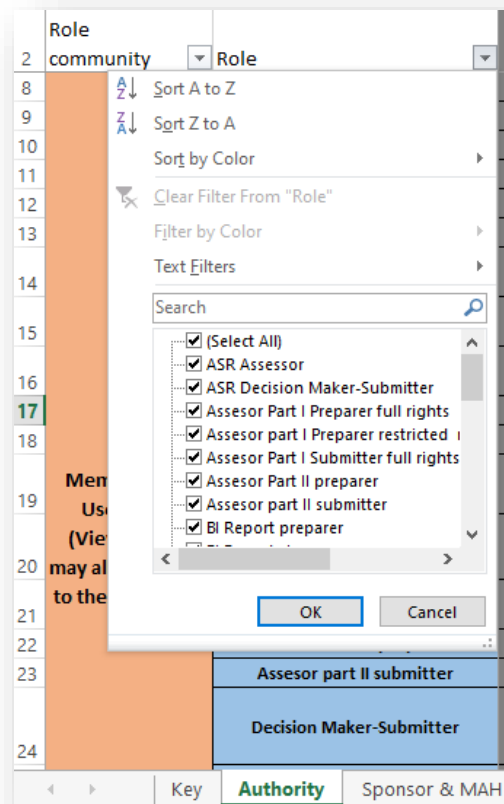 Role
2 community Role
8 Sort A to Z
9 Sort Z to A
10
11 Sort by Color
12 Clear Filter From "Role"
13 Filter by Color
14 Text Filters
15 Search
(Select All)
16 ASR Assessor
ASR Decision Maker-Submitter
17 Assesor Part I Preparer full rights
18 Assesor part I Preparer restricted
Assesor Part I Submitter full rights
19 Assesor Part II preparer
Assesor part II submitter
BI Report preparer
20 may al
21 to the
OK Cancel
22
23 Assesor part II submitter
24 Decision Maker-Submitter
Key Authority Sponsor & MAH